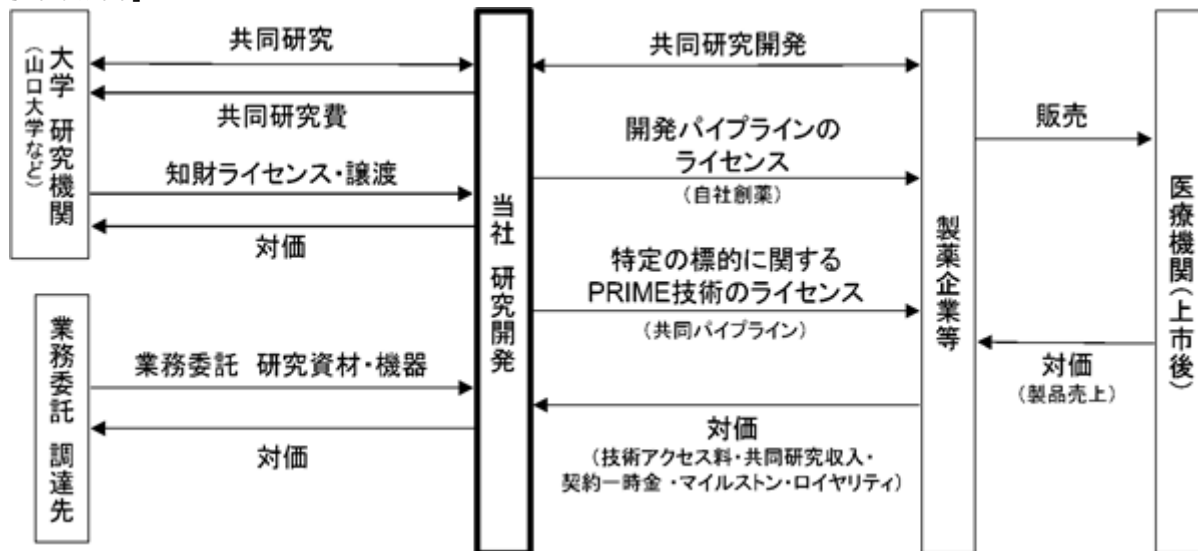 大学 研究機関
(山口大学など)
共同研究
共同研究費
知財ライセンス・譲渡
対価
業務委託 調達先
業務委託 研究資材・機器
対価
当社 研究開発
共同研究開発
開発パイプラインの
ライセンス
(自社創薬)
特定の標的に関する
PRIME技術のライセンス
(共同パイプライン)
対価
(技術アクセス料・共同研究収入・
契約一時金・マイルストン・ロイヤリティ)
製薬企業等
販売
対価
(製品売上)
医療機関(上市後)